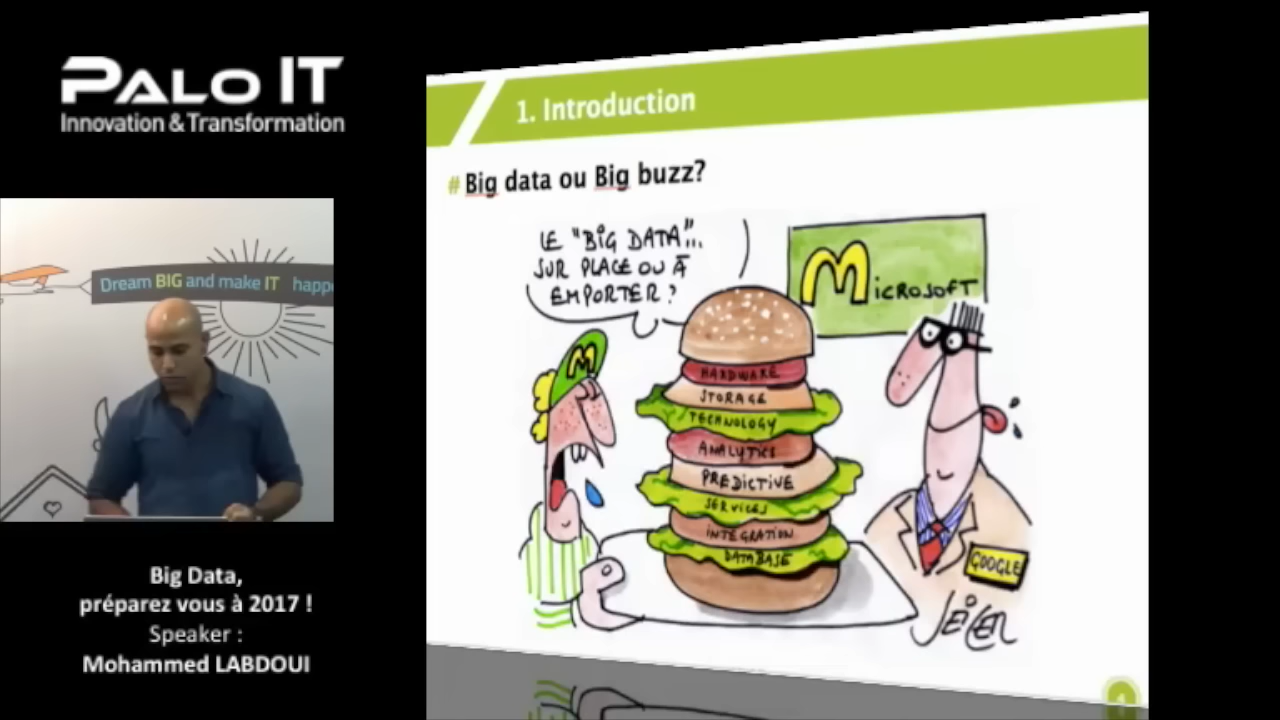 PALO IT
Innovation & Transformation
Dream BIG and make IT happe
Big Data,
préparez vous à 2017 !
Speaker :
Mohammed LABDOUI
1. Introduction
# Big data ou Big buzz?
LE "BIG DATA"...
SUR PLACE OU À
EMPORTER ?
MICROSOFT
M
HARDWARE
STORAGE
TECHNOLOGY
ANALYTICS
PREDICTIVE
SERVICES
INTEGRATION
DATABASE
GOOGLE